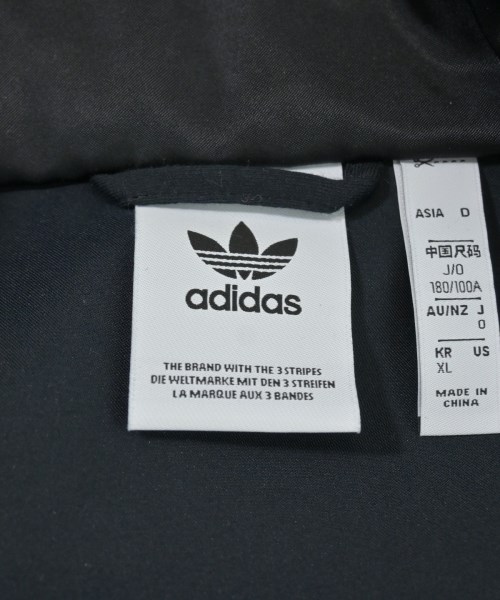 adidas
THE BRAND WITH THE 3 STRIPES
DIE WELTMARKE MIT DEN 3 STREIFEN
LA MARQUE AUX 3 BANDES
ASIA D
中国尺码
J/O
180/100A
AU/NZ J
O
KR US
XL
MADE IN
CHINA